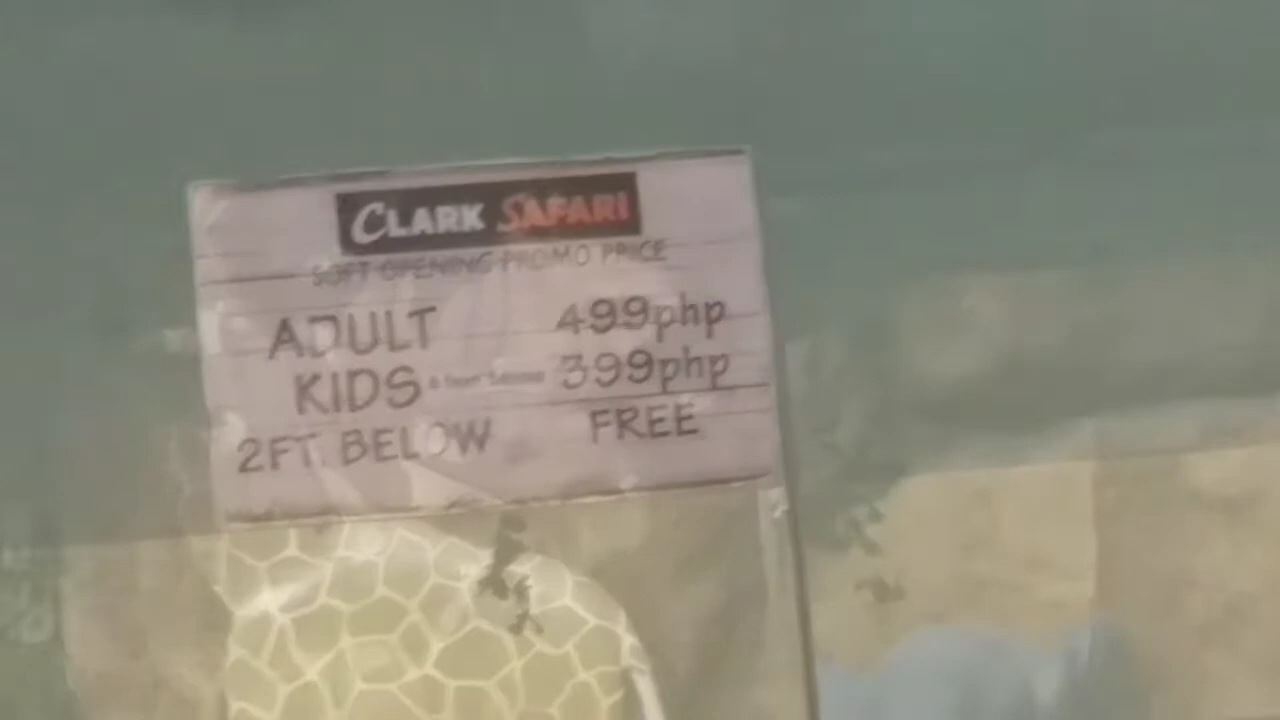 CLARK SAFARI
SOFT OPENING PROMO PRICE
ADULT 499php
KIDS 399php
2FT. BELOW FREE